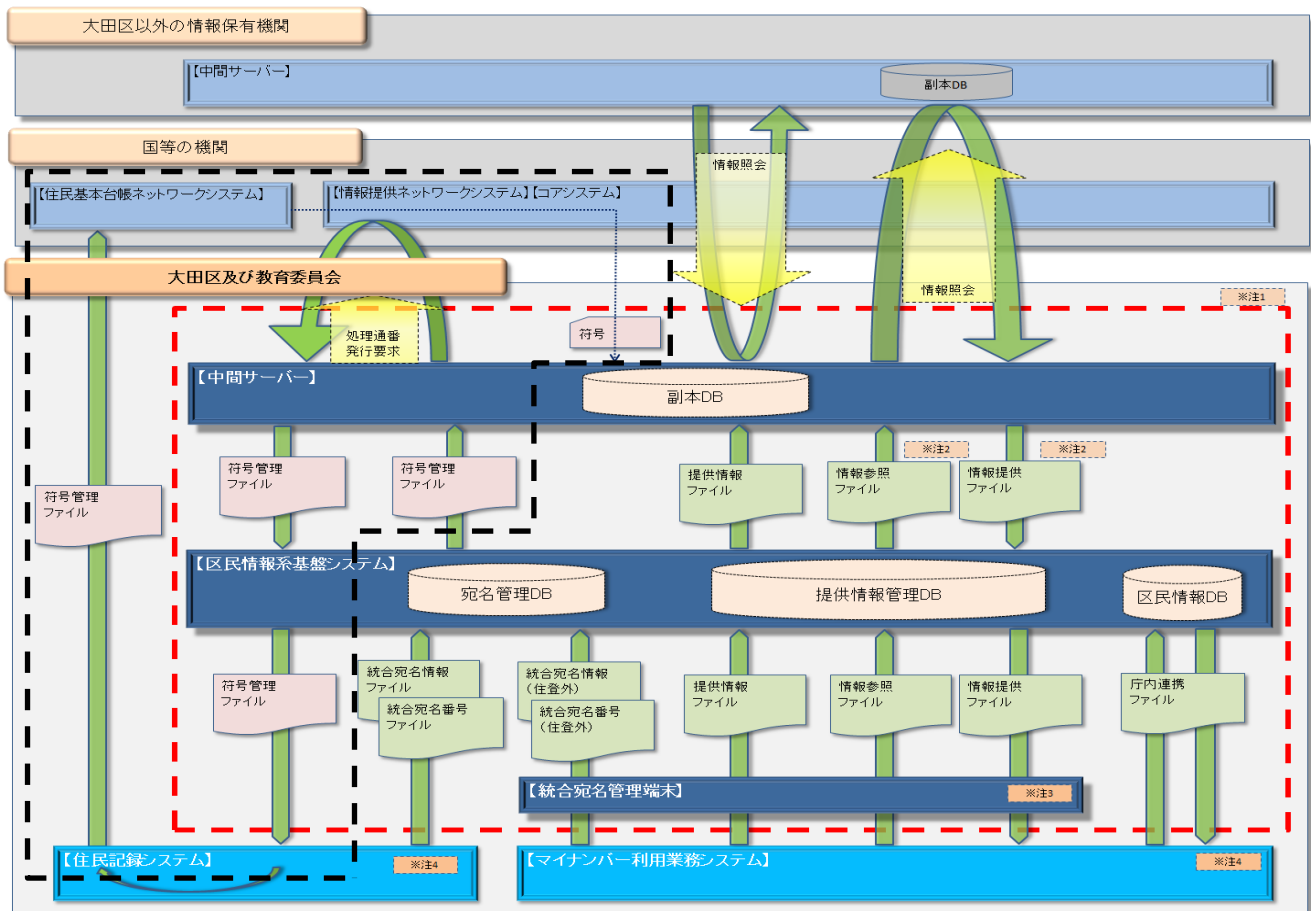 大田区以外の情報保有機関
【中間サーバー】
副本DB
国等の機関
情報照会
【住民基本台帳ネットワークシステム】
【情報提供ネットワークシステム】【コアシステム】
大田区及び教育委員会
情報照会
※注1
処理通番
発行要求
符号
【中間サーバー】
副本DB
符号管理
ファイル
符号管理
ファイル
符号管理
ファイル
提供情報
ファイル
※注2
情報参照
ファイル
※注2
情報提供
ファイル
【区民情報系基盤システム】
宛名管理DB
提供情報管理DB
区民情報DB
符号管理
ファイル
統合宛名情報
ファイル
統合宛名番号
ファイル
統合宛名情報
(住登外)
統合宛名番号
(住登外)
提供情報
ファイル
情報参照
ファイル
情報提供
ファイル
庁内連携
ファイル
【統合宛名管理端末】
※注3
【住民記録システム】
※注4
【マイナンバー利用業務システム】
※注4